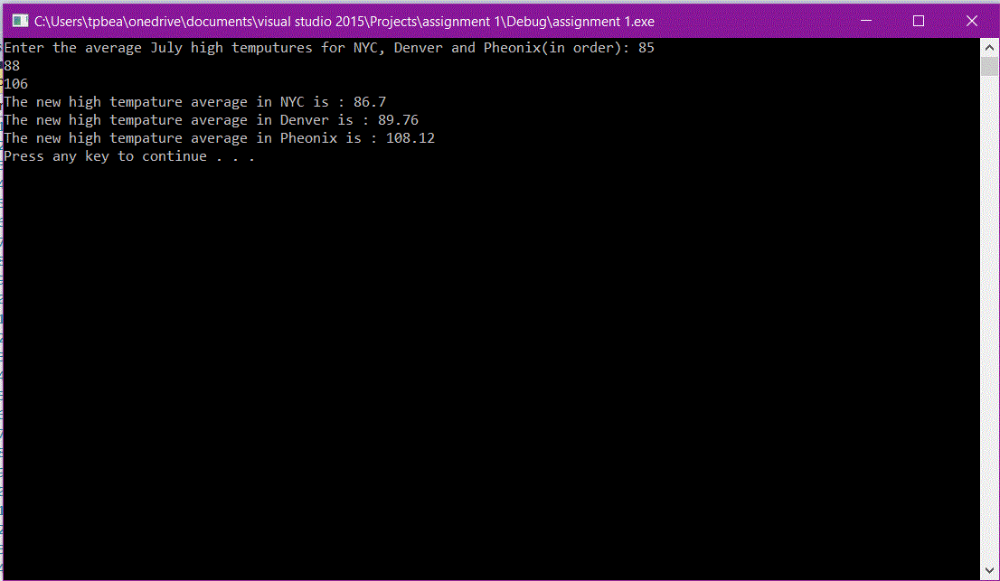 C:\Users\tpbea\onedrive\documents\visual studio 2015\Projects\assignment 1\Debug\assignment 1.exe
Enter the average July high temputures for NYC, Denver and Pheonix(in order): 85
88
106
The new high tempature average in NYC is : 86.7
The new high tempature average in Denver is : 89.76
The new high tempature average in Pheonix is : 108.12
Press any key to continue . . .